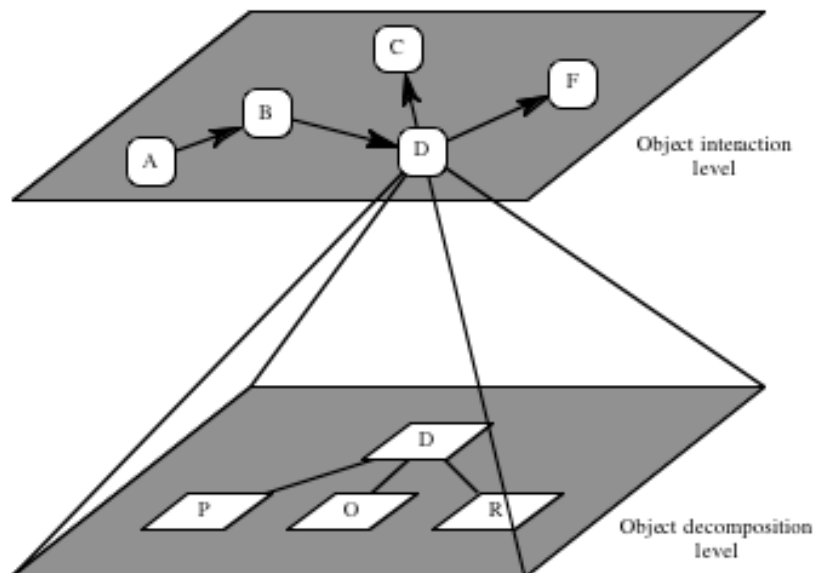 C
F
B
A
D
Object interaction
level
D
P
O
R
Object decomposition
level